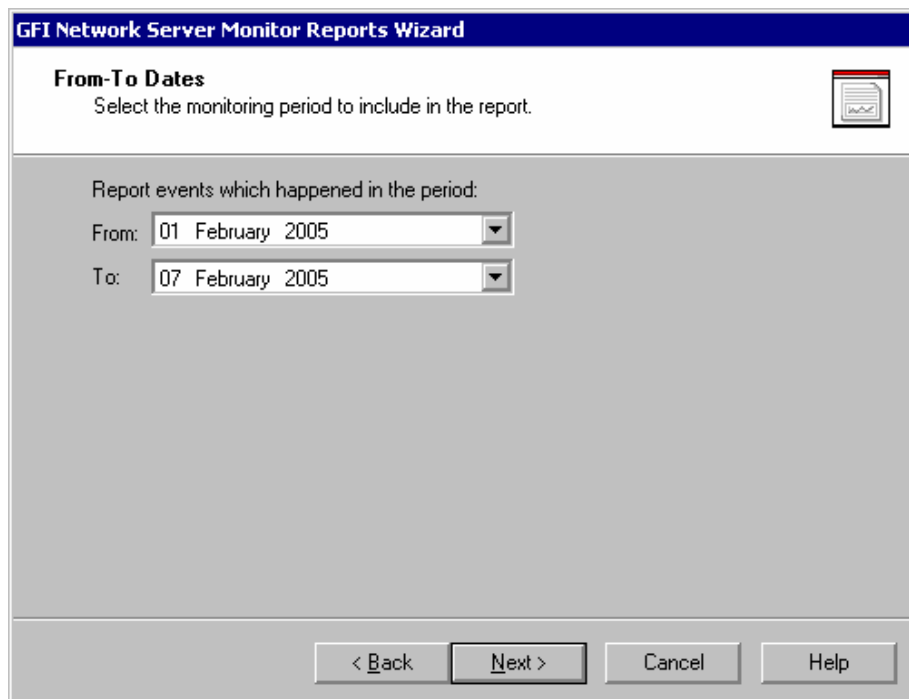 GFI Network Server Monitor Reports Wizard
From-To Dates
Select the monitoring period to include in the report.
Report events which happened in the period:
From: 01 February 2005
To: 07 February 2005
< Back Next > Cancel Help